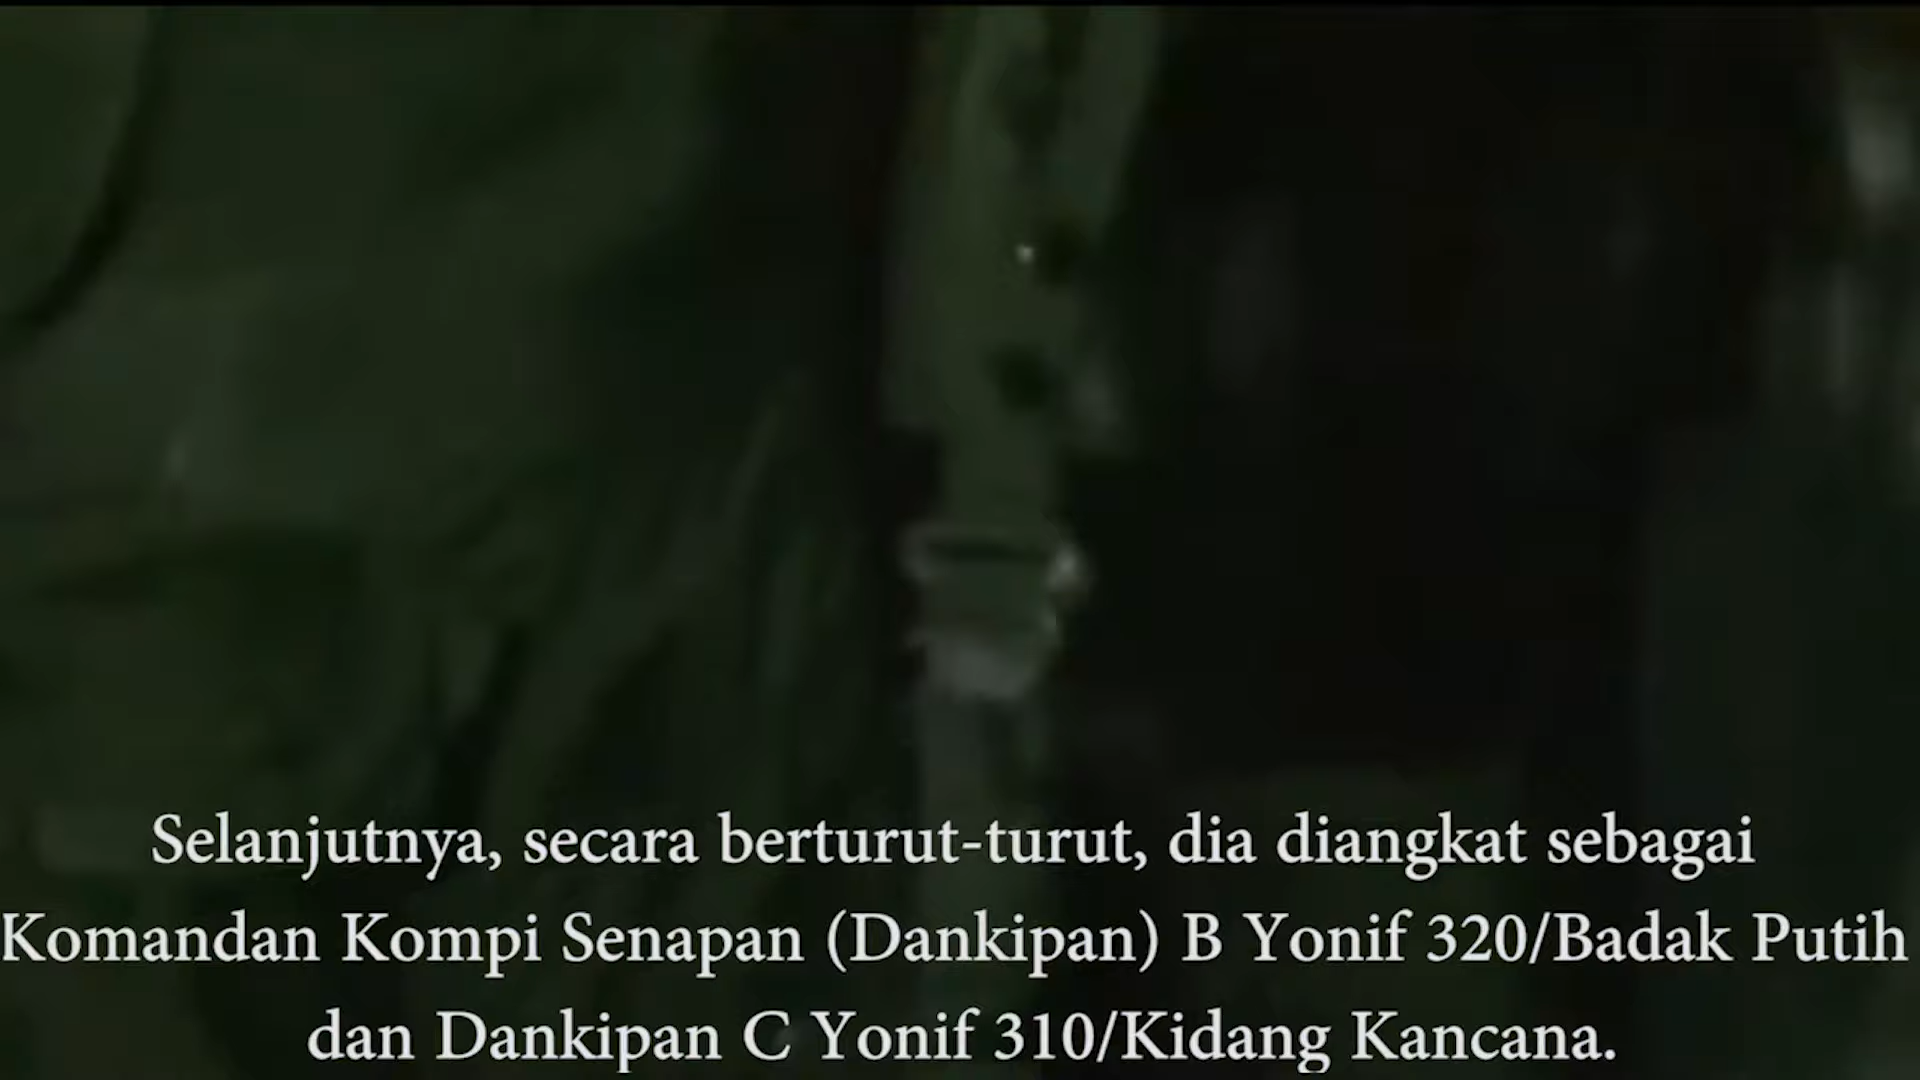 Selanjutnya, secara berturut-turut, dia diangkat sebagai
Komandan Kompi Senapan (Dankipan) B Yonif 320/Badak Putih
dan Dankipan C Yonif 310/Kidang Kancana.